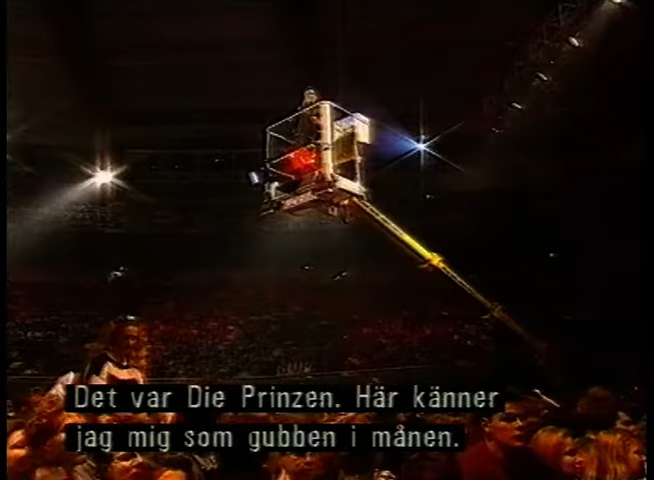 Det var Die Prinzen. Här känner
jag mig som gubben i månen.